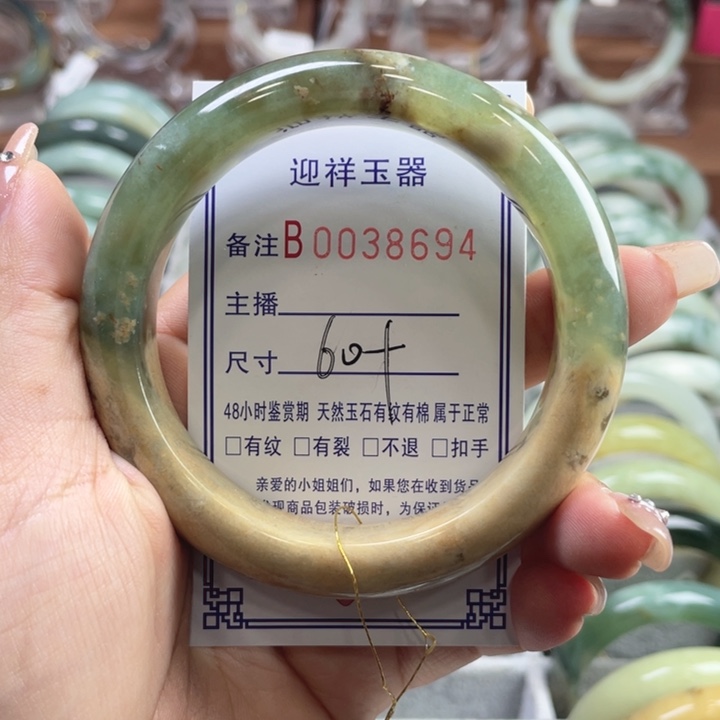 迎祥玉器
备注B0038694
主播
尺寸 60+
48小时鉴赏期 天然玉石有纹有棉 属于正常
□有纹 □有裂 □不退 □扣手
亲爱的小姐姐们，如果您在收到货品
发现商品包装破损时，为保证